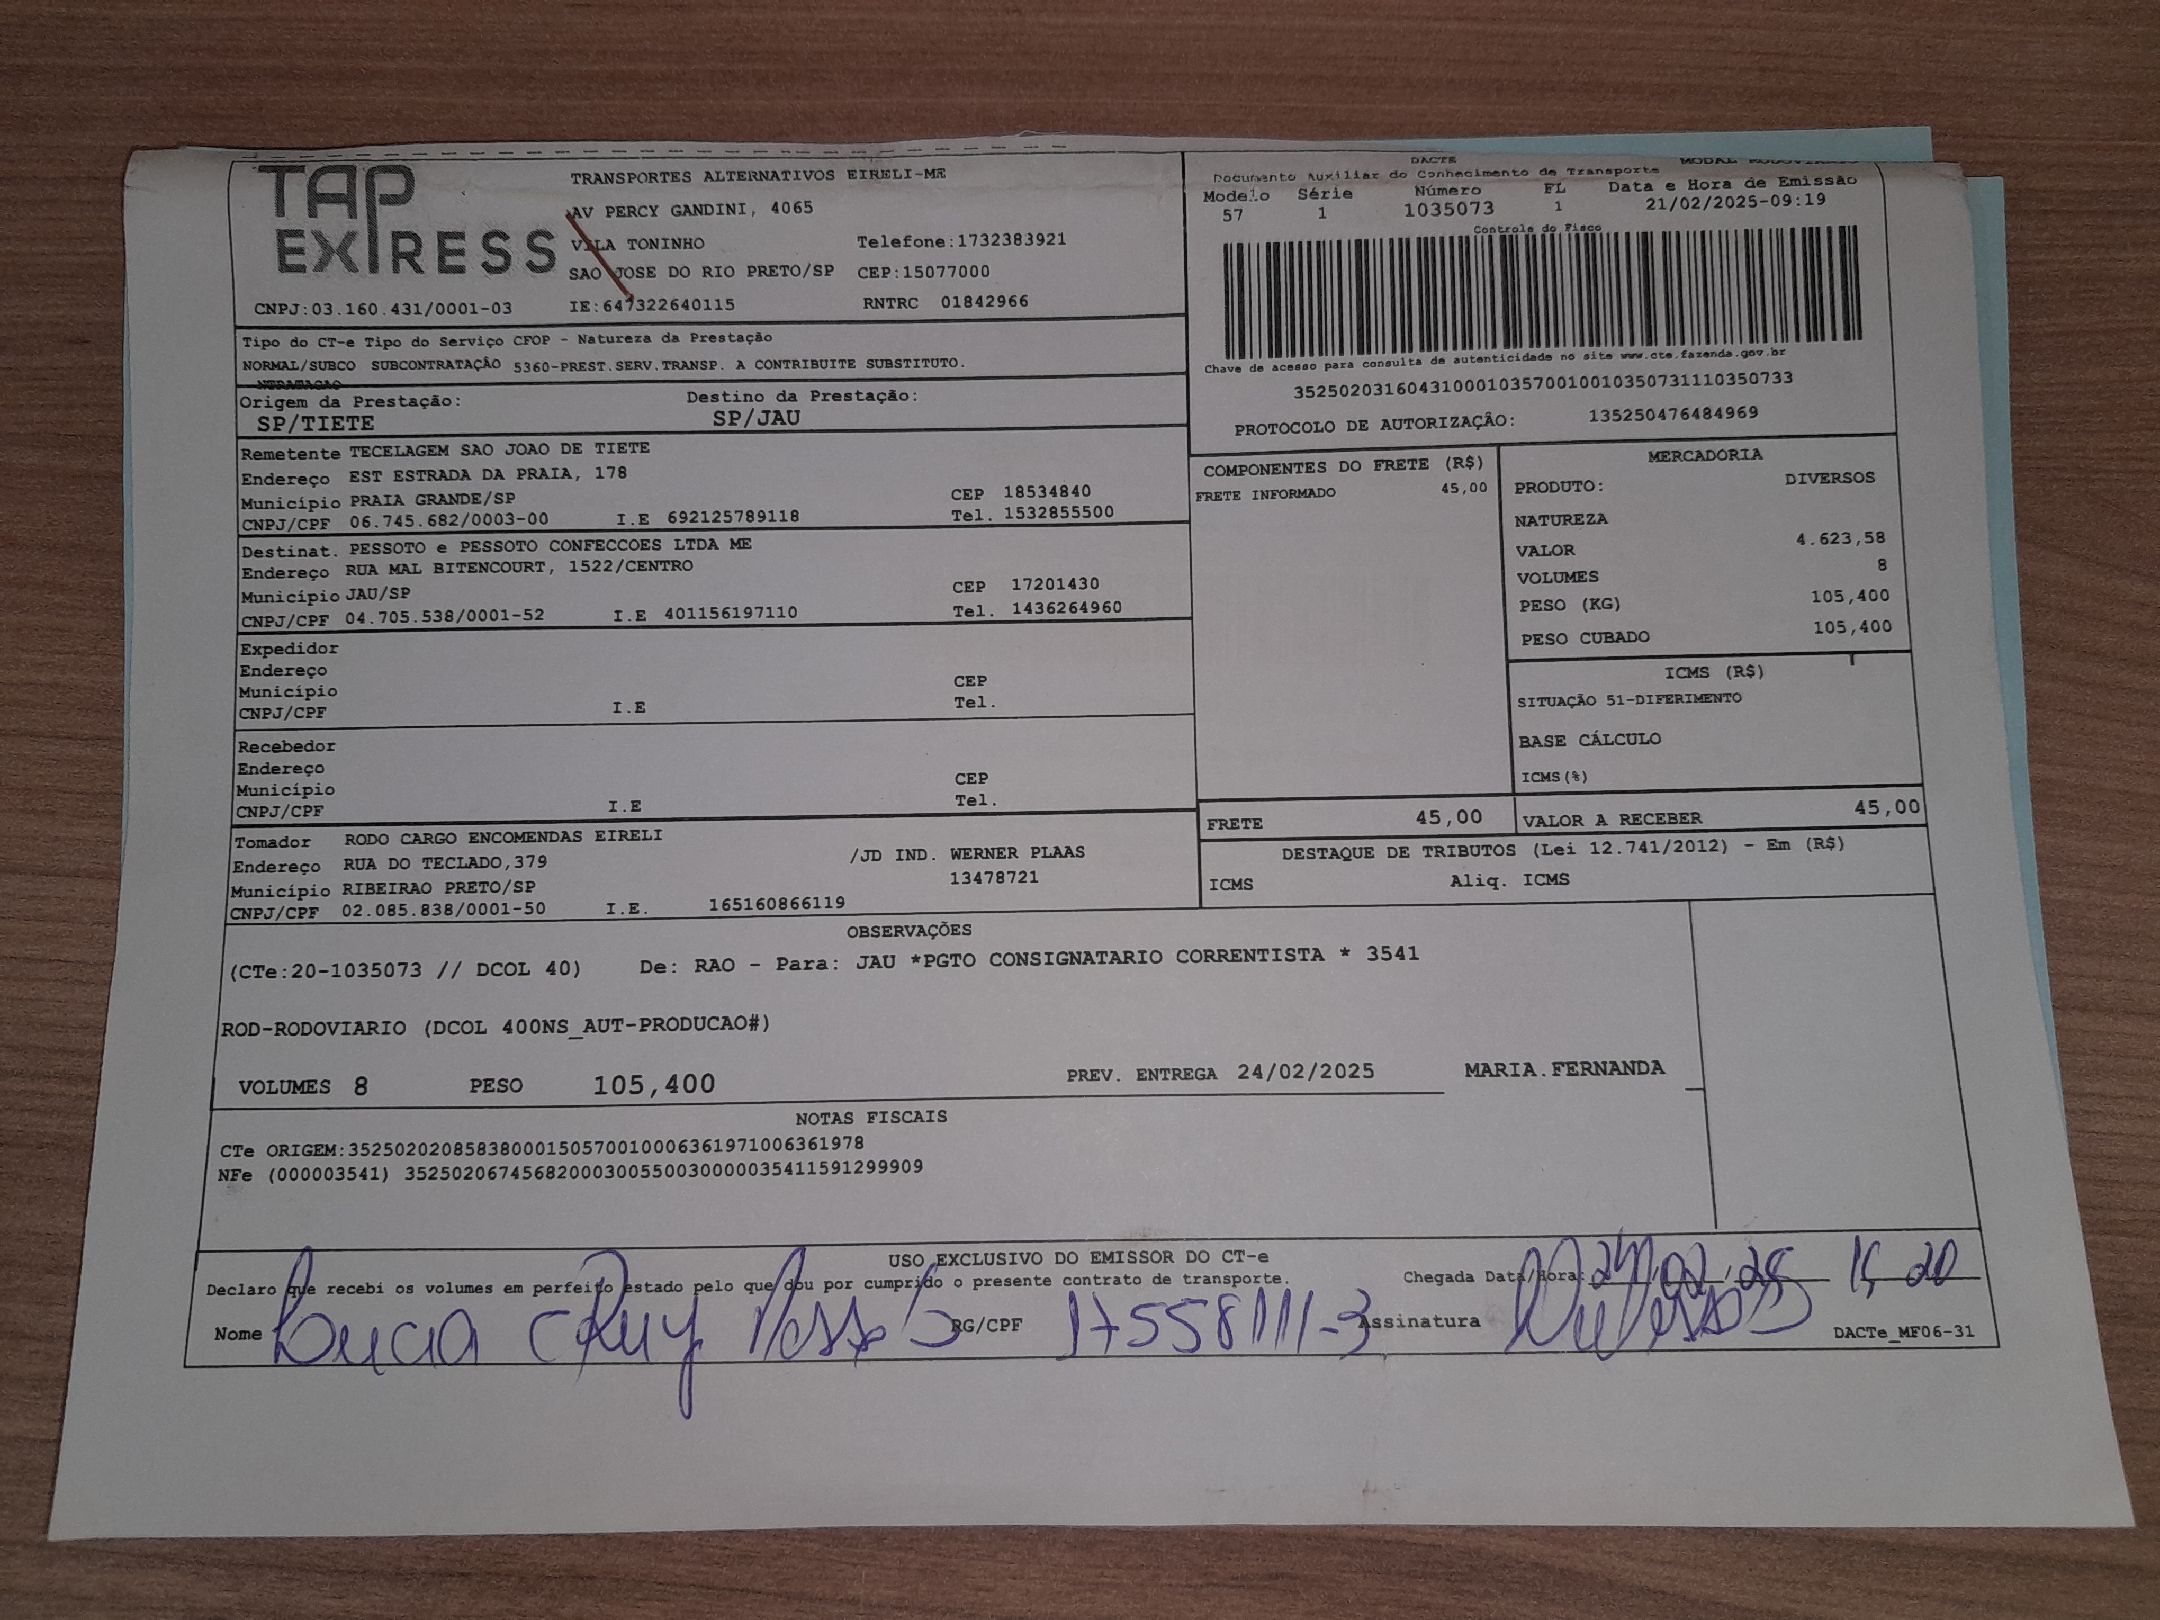 TAP EXPRESS
TRANSPORTES ALTERNATIVOS EIRELI-ME
AV PERCY GANDINI, 4065
VILA TONINHO Telefone:1732383921
SAO JOSE DO RIO PRETO/SP CEP:15077000
CNPJ:03.160.431/0001-03 IE:647322640115 RNTRC 01842966
DACTE MODAL RODOVIARIO
Documento Auxiliar do Conhecimento de Transporte
Modelo Série Número FL Data e Hora de Emissão
57 1 1035073 1 21/02/2025-09:19
Controle do Fisco
Chave de acesso para consulta de autenticidade no site www.cte.fazenda.gov.br
35250203160431000103570010010350731110350733
PROTOCOLO DE AUTORIZAÇÃO: 135250476484969
Tipo do CT-e Tipo do Serviço CFOP - Natureza da Prestação
NORMAL/SUBCO SUBCONTRATAÇÃO 5360-PREST.SERV.TRANSP. A CONTRIBUITE SUBSTITUTO.
NTRATACAO
Origem da Prestação: Destino da Prestação:
SP/TIETE SP/JAU
Remetente TECELAGEM SAO JOAO DE TIETE
Endereço EST ESTRADA DA PRAIA, 178
Município PRAIA GRANDE/SP CEP 18534840
CNPJ/CPF 06.745.682/0003-00 I.E 692125789118 Tel. 1532855500
Destinat. PESSOTO e PESSOTO CONFECCOES LTDA ME
Endereço RUA MAL BITENCOURT, 1522/CENTRO
Município JAU/SP CEP 17201430
CNPJ/CPF 04.705.538/0001-52 I.E 401156197110 Tel. 1436264960
Expedidor
Endereço
Município CEP
CNPJ/CPF I.E Tel.
Recebedor
Endereço
Município CEP
CNPJ/CPF I.E Tel.
Tomador RODO CARGO ENCOMENDAS EIRELI
Endereço RUA DO TECLADO,379 /JD IND. WERNER PLAAS
Município RIBEIRAO PRETO/SP 13478721
CNPJ/CPF 02.085.838/0001-50 I.E. 165160866119
COMPONENTES DO FRETE (R$)
FRETE INFORMADO 45,00
MERCADORIA
PRODUTO: DIVERSOS
NATUREZA
VALOR 4.623,58
VOLUMES 8
PESO (KG) 105,400
PESO CUBADO 105,400
ICMS (R$)
SITUAÇÃO 51-DIFERIMENTO
BASE CÁLCULO
ICMS(%)
FRETE 45,00 VALOR A RECEBER 45,00
DESTAQUE DE TRIBUTOS (Lei 12.741/2012) - Em (R$)
ICMS Aliq. ICMS
OBSERVAÇÕES
(CTe:20-1035073 // DCOL 40) De: RAO - Para: JAU *PGTO CONSIGNATARIO CORRENTISTA * 3541
ROD-RODOVIARIO (DCOL 400NS_AUT-PRODUCAO#)
VOLUMES 8 PESO 105,400 PREV. ENTREGA 24/02/2025 MARIA.FERNANDA
NOTAS FISCAIS
CTe ORIGEM:35250202085838000150570010006361971006361978
NFe (000003541) 35250206745682000300550030000035411591299909
USO EXCLUSIVO DO EMISSOR DO CT-e
Declaro que recebi os volumes em perfeito estado pelo que dou por cumprido o presente contrato de transporte. Chegada Data/Hora: 24,02,25 15 20
Nome Lucia RG/CPF 17558111-3 Assinatura
DACTe_MF06-31